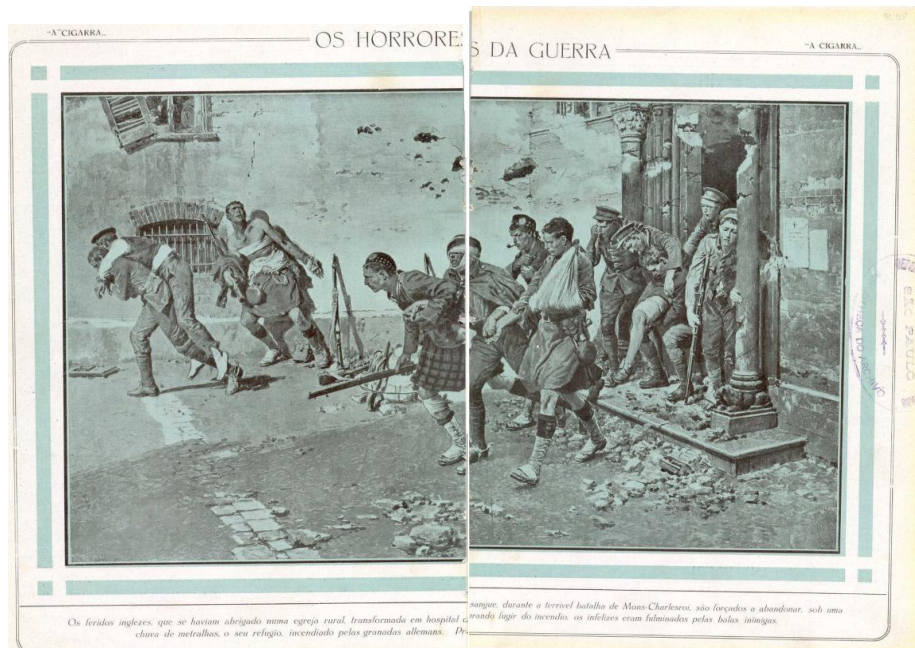 "A CIGARRA"
OS HORRORES DA GUERRA
"A CIGARRA"
SÃO PAULO
Os feridos inglezes, que se haviam abrigado numa egreja rural, transformada em hospital sangue, durante a terrivel batalha de Mons-Charleroi, são forçados a abandonar, sob uma
chuva de metralhas, o seu refugio, incendiado pelas granadas allemans. fugir do incendio, os infelizes eram fulminados pelas balas inimigas.